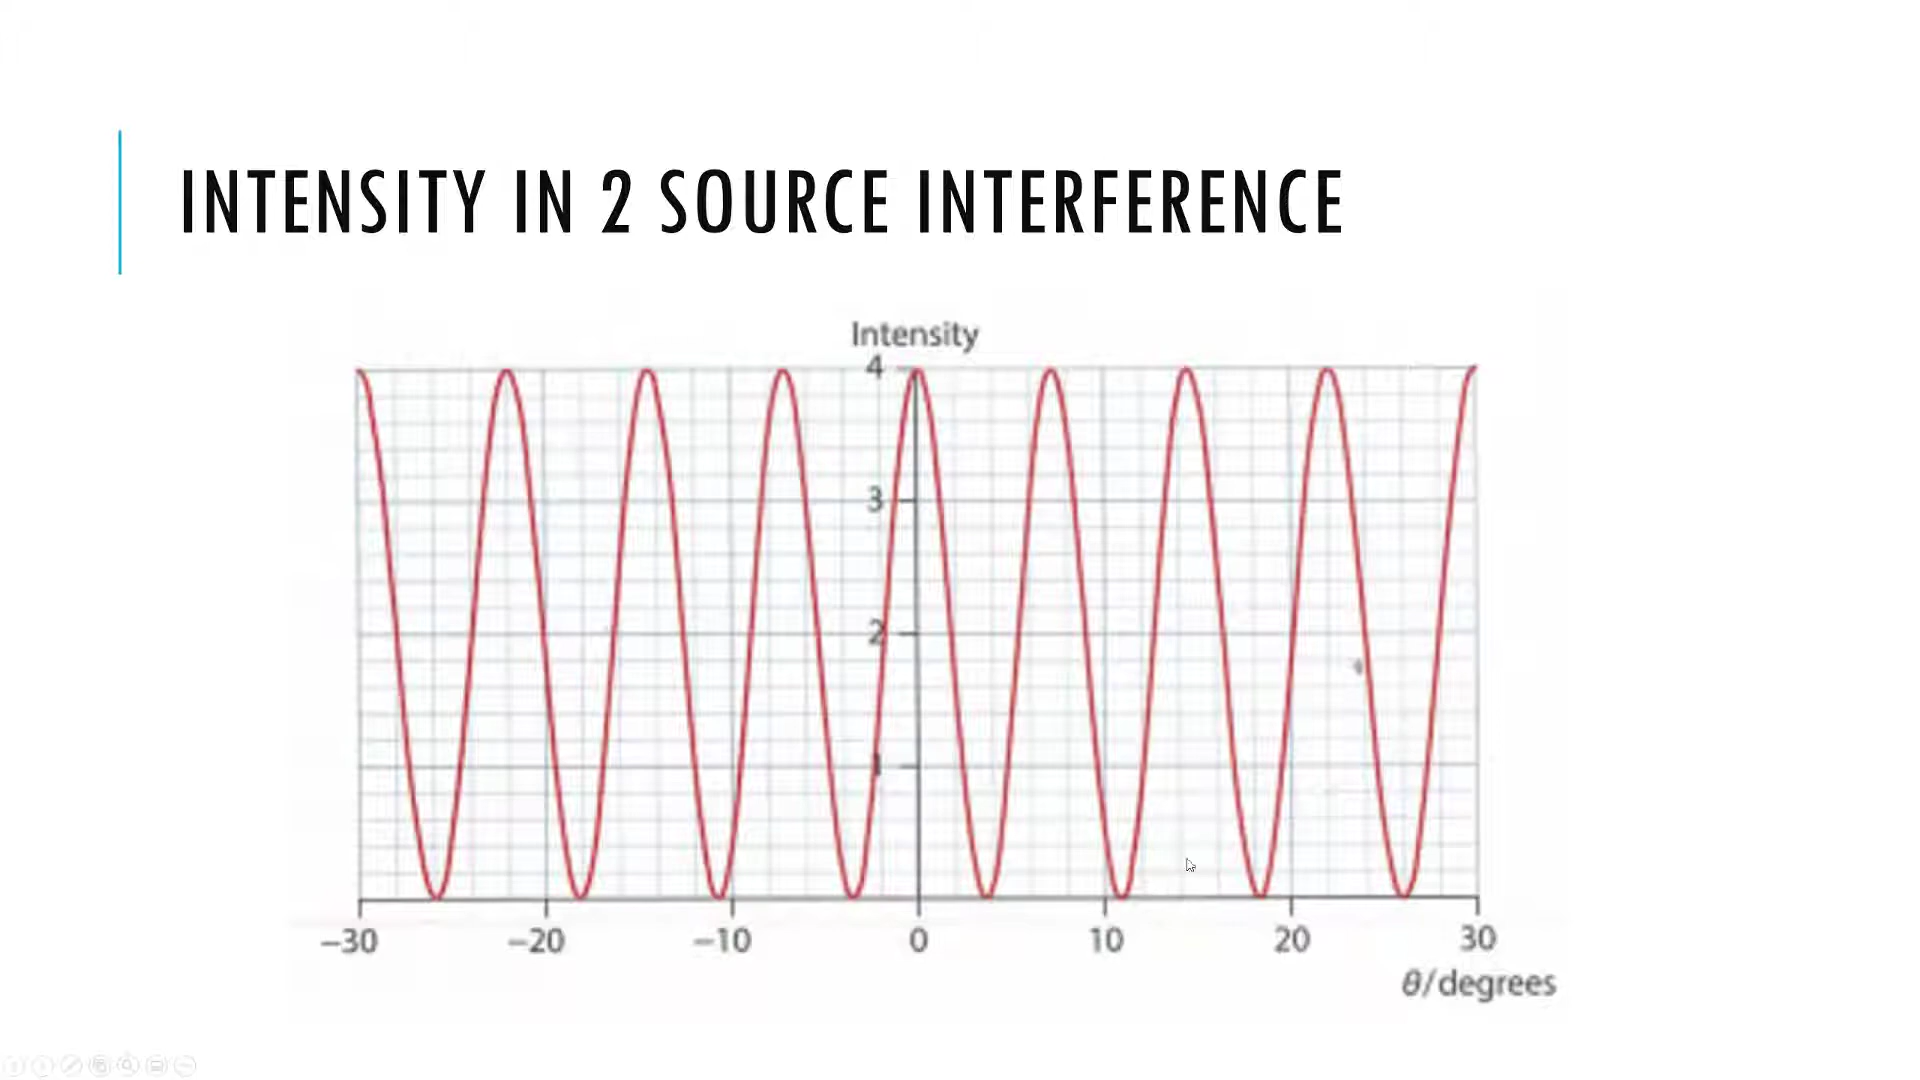 INTENSITY IN 2 SOURCE INTERFERENCE
Intensity
4
3
2
1
−30 −20 −10 0 10 20 30
θ/degrees